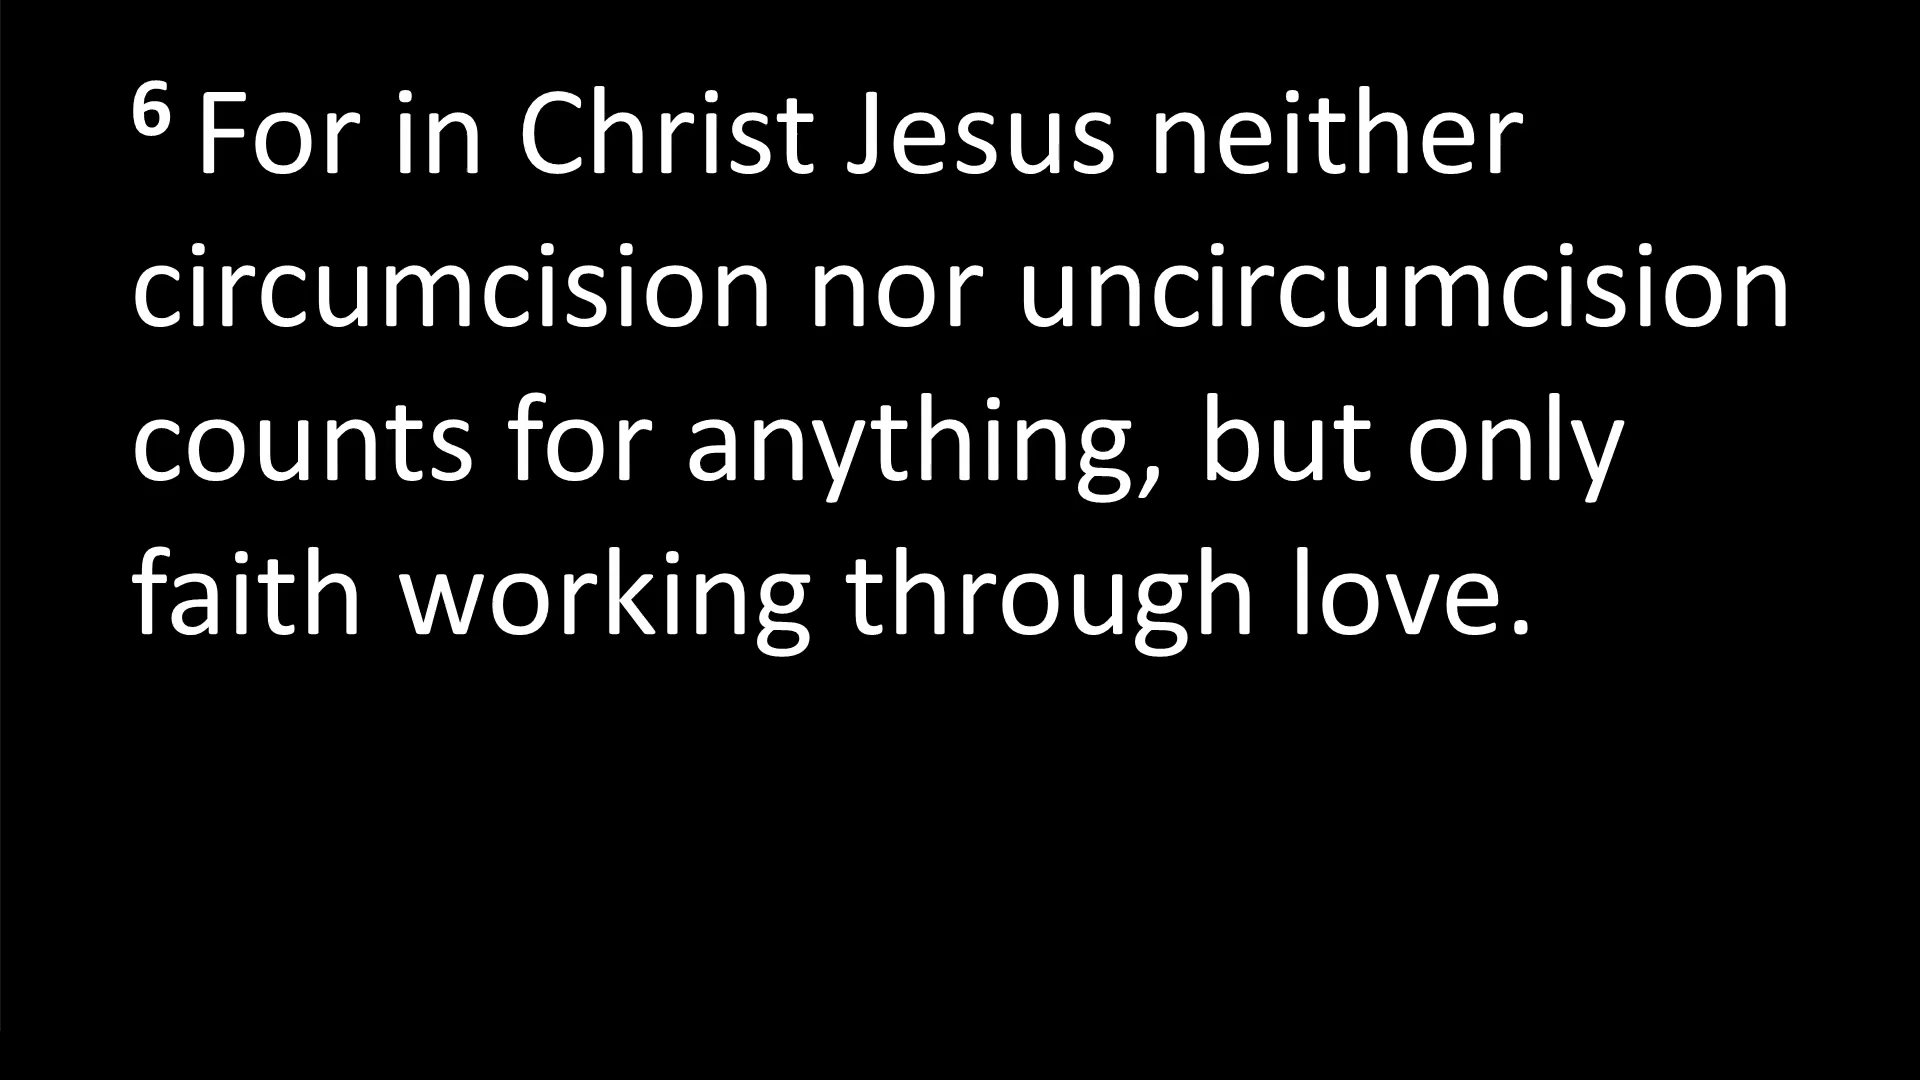 6 For in Christ Jesus neither
circumcision nor uncircumcision
counts for anything, but only
faith working through love.